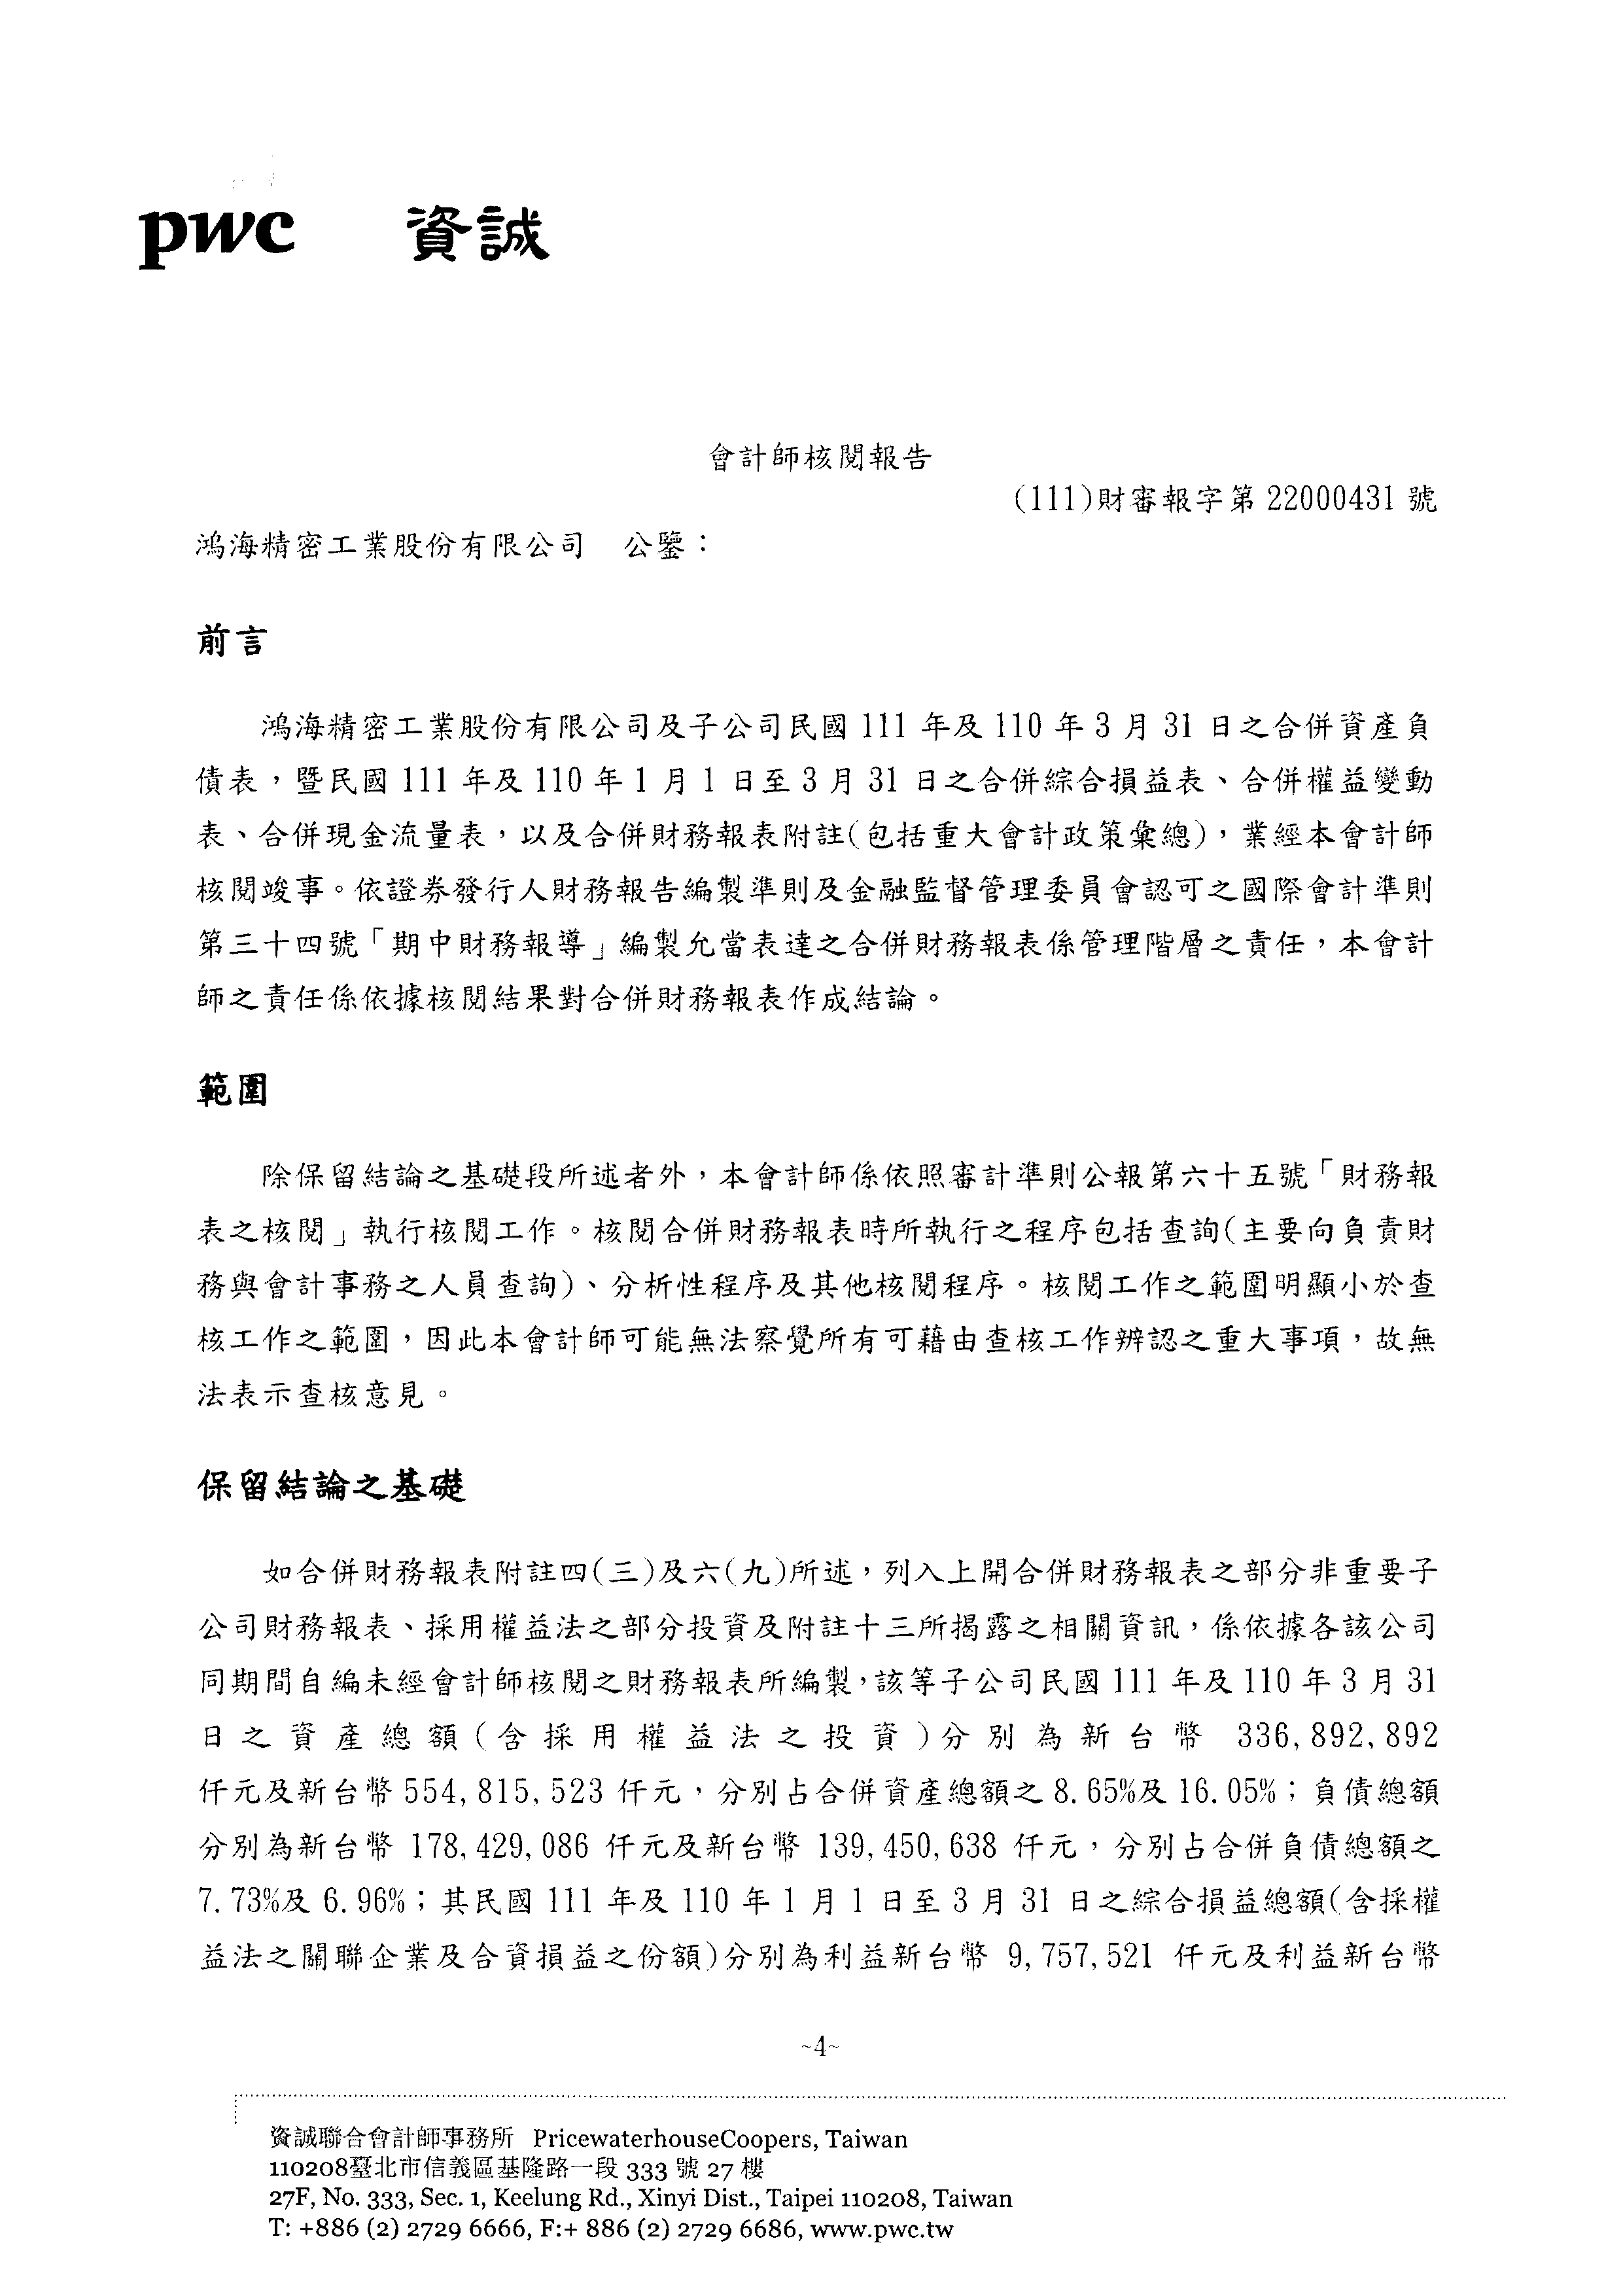 pwc 資誠
會計師核閱報告
(111)財審報字第 22000431 號
鴻海精密工業股份有限公司 公鑒：
前言
鴻海精密工業股份有限公司及子公司民國 111 年及 110 年 3 月 31 日之合併資產負
債表，暨民國 111 年及 110 年 1 月 1 日至 3 月 31 日之合併綜合損益表、合併權益變動
表、合併現金流量表，以及合併財務報表附註(包括重大會計政策彙總)，業經本會計師
核閱竣事。依證券發行人財務報告編製準則及金融監督管理委員會認可之國際會計準則
第三十四號「期中財務報導」編製允當表達之合併財務報表係管理階層之責任，本會計
師之責任係依據核閱結果對合併財務報表作成結論。
範圍
除保留結論之基礎段所述者外，本會計師係依照審計準則公報第六十五號「財務報
表之核閱」執行核閱工作。核閱合併財務報表時所執行之程序包括查詢(主要向負責財
務與會計事務之人員查詢)、分析性程序及其他核閱程序。核閱工作之範圍明顯小於查
核工作之範圍，因此本會計師可能無法察覺所有可藉由查核工作辨認之重大事項，故無
法表示查核意見。
保留結論之基礎
如合併財務報表附註四(三)及六(九)所述，列入上開合併財務報表之部分非重要子
公司財務報表、採用權益法之部分投資及附註十三所揭露之相關資訊，係依據各該公司
同期間自編未經會計師核閱之財務報表所編製，該等子公司民國 111 年及 110 年 3 月 31
日之資產總額(含採用權益法之投資)分別為新台幣 336,892,892
仟元及新台幣 554,815,523 仟元，分別占合併資產總額之 8.65%及 16.05%；負債總額
分別為新台幣 178,429,086 仟元及新台幣 139,450,638 仟元，分別占合併負債總額之
7.73%及 6.96%；其民國 111 年及 110 年 1 月 1 日至 3 月 31 日之綜合損益總額(含採權
益法之關聯企業及合資損益之份額)分別為利益新台幣 9,757,521 仟元及利益新台幣
~4~
資誠聯合會計師事務所 PricewaterhouseCoopers, Taiwan
110208臺北市信義區基隆路一段 333 號 27 樓
27F, No. 333, Sec. 1, Keelung Rd., Xinyi Dist., Taipei 110208, Taiwan
T: +886 (2) 2729 6666, F:+ 886 (2) 2729 6686, www.pwc.tw